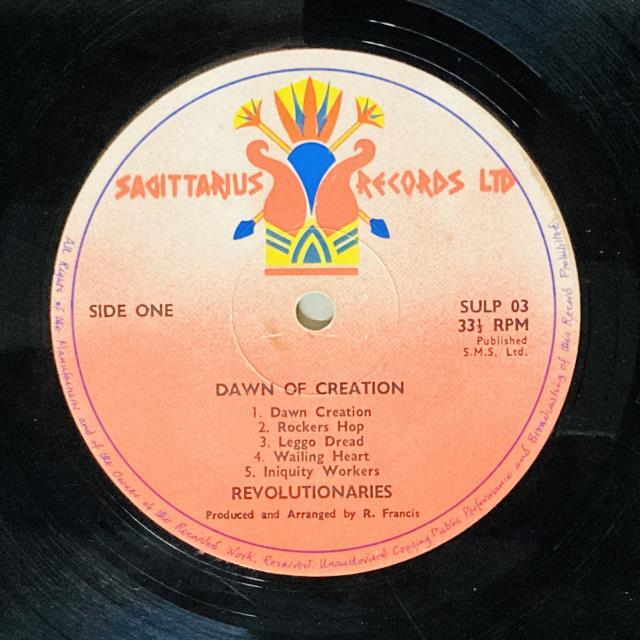 SAGITTARIUS RECORDS LTD
SIDE ONE
SULP 03
33⅓ RPM
Published
S.M.S. Ltd.
DAWN OF CREATION
1. Dawn Creation
2. Rockers Hop
3. Leggo Dread
4. Wailing Heart
5. Iniquity Workers
REVOLUTIONARIES
Produced and Arranged by R. Francis
All Rights of the Manufacturer and of the Owner of the Recorded Work, Reserved. Unauthorised Copying Public Performance and Broadcasting of this Record Prohibited